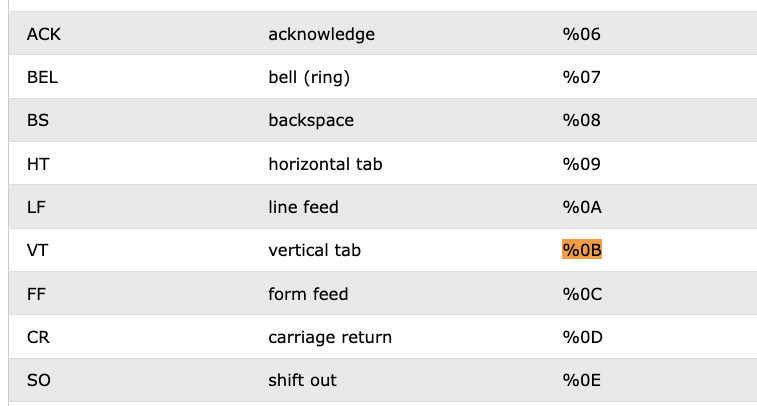 ACK acknowledge %06
BEL bell (ring) %07
BS backspace %08
HT horizontal tab %09
LF line feed %0A
VT vertical tab %0B
FF form feed %0C
CR carriage return %0D
SO shift out %0E